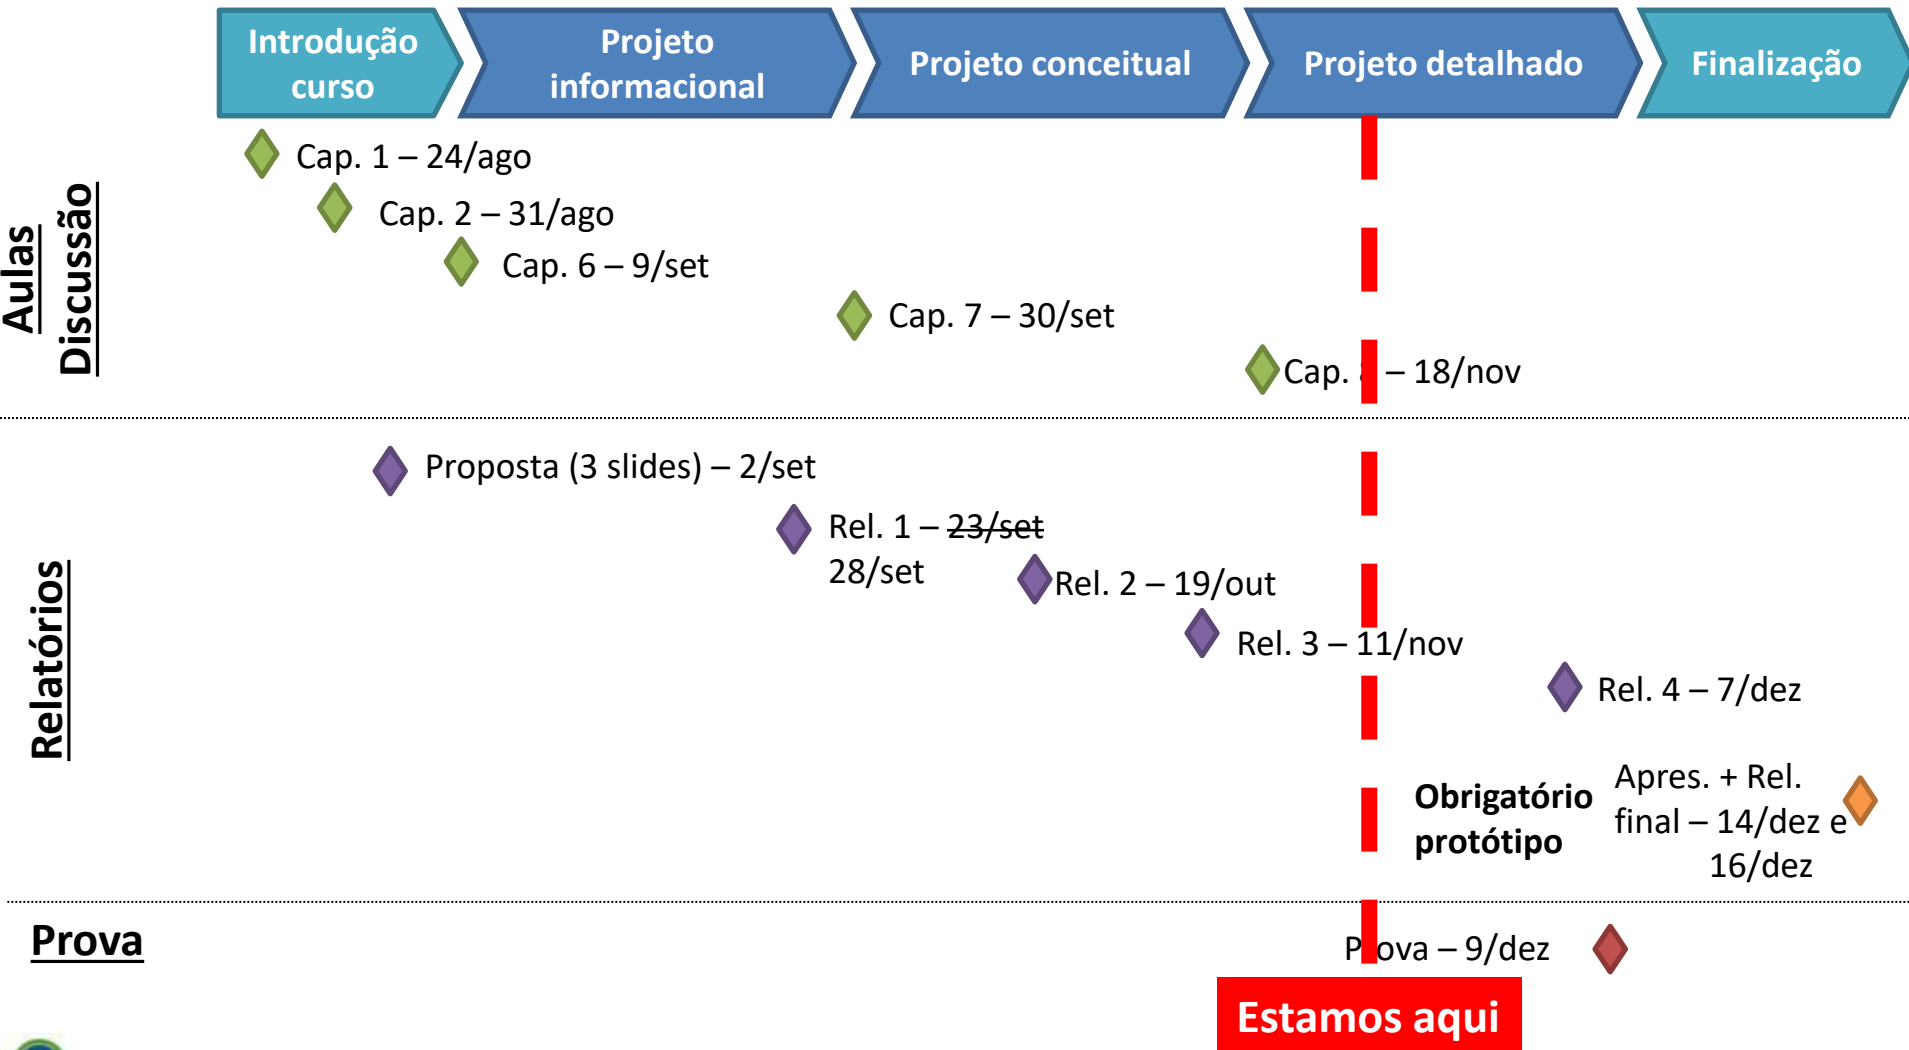 Introdução
curso
Projeto
informacional
Projeto conceitual
Projeto detalhado
Finalização
Aulas
Discussão
Cap. 1 – 24/ago
Cap. 2 – 31/ago
Cap. 6 – 9/set
Cap. 7 – 30/set
Cap. – 18/nov
Relatórios
Proposta (3 slides) – 2/set
Rel. 1 – 23/set
28/set
Rel. 2 – 19/out
Rel. 3 – 11/nov
Rel. 4 – 7/dez
Obrigatório
protótipo
Apres. + Rel.
final – 14/dez e
16/dez
Prova
Prova – 9/dez
Estamos aqui